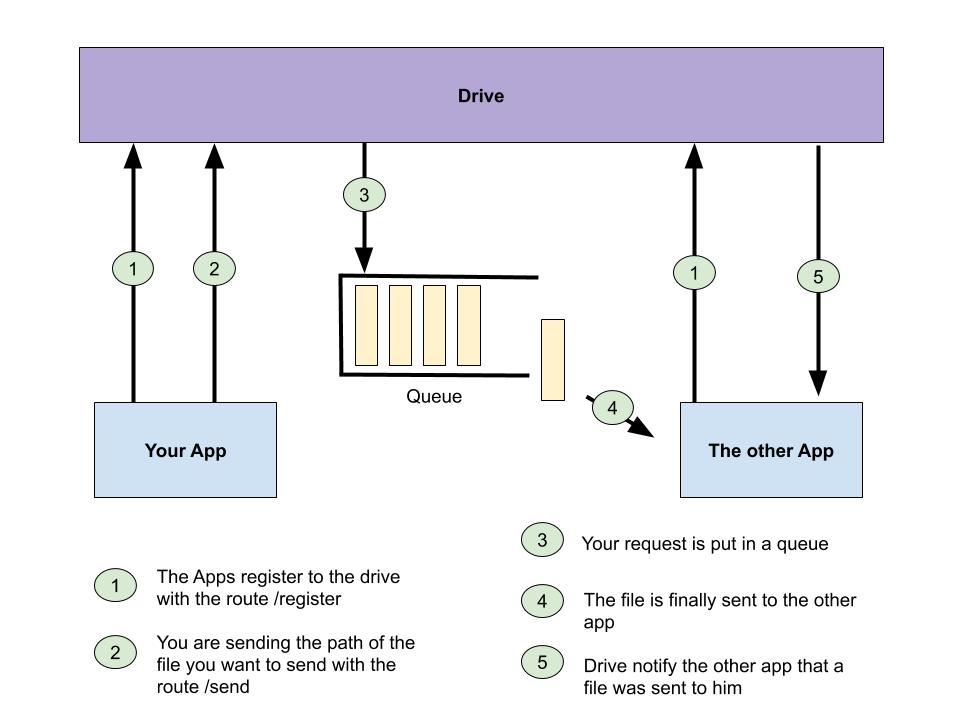 Drive
3
1
2
1
5
Queue
4
Your App
The other App
3
Your request is put in a queue
1
The Apps register to the drive
with the route /register
4
The file is finally sent to the other
app
2
You are sending the path of the
file you want to send with the
route /send
5
Drive notify the other app that a
file was sent to him